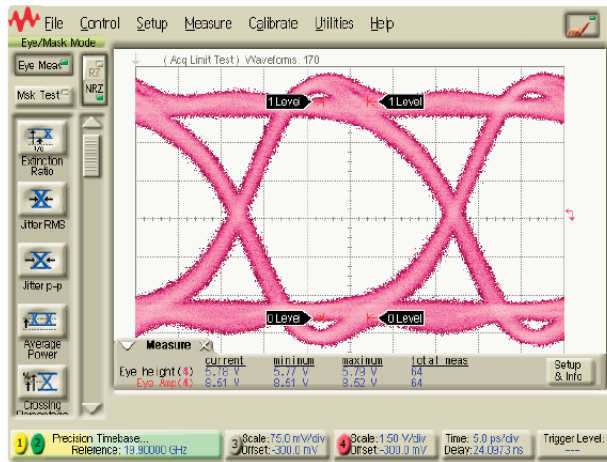 File Control Setup Measure Calibrate Utilities Help
Eye/Mask Mode
Eye Meas
RZ
Msk Test
NRZ
( Acq Limit Test ) Waveforms: 170
1 Level
1 Level
Extinction
Ratio
Jitter RMS
Jitter p-p
0 Level
0 Level
Average
Power
Measure
current minimum maximum total meas
Eye height(4) 5.78 V 5.77 V 5.79 V 64
Eye Amp(4) 8.51 V 8.51 V 8.52 V 64
Setup
& Info
Crossing
1 2 Precision Timebase...
Reference: 19.90000 GHz
3 Scale:75.0 mV/div
Offset:-300.0 mV
4 Scale:1.50 V/div
Offset:-300.0 mV
Time: 5.0 ps/div
Delay:24.0973 ns
Trigger Level:
---